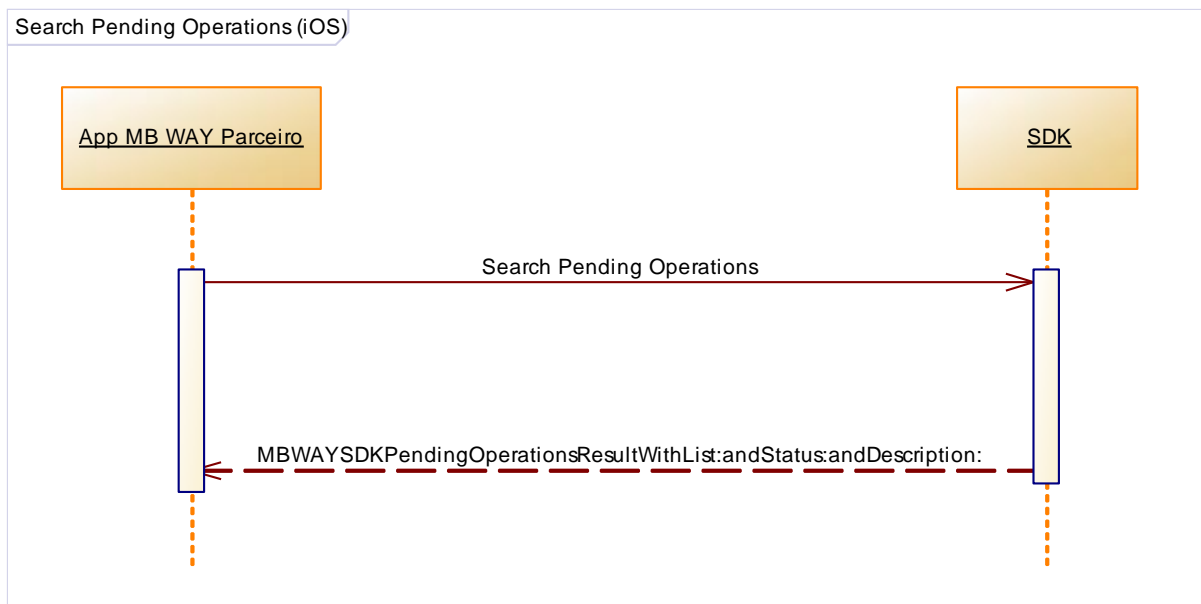 Search Pending Operations (iOS)
App MB WAY Parceiro
SDK
Search Pending Operations
MBWAYSDKPendingOperationsResultWithList:andStatus:andDescription: